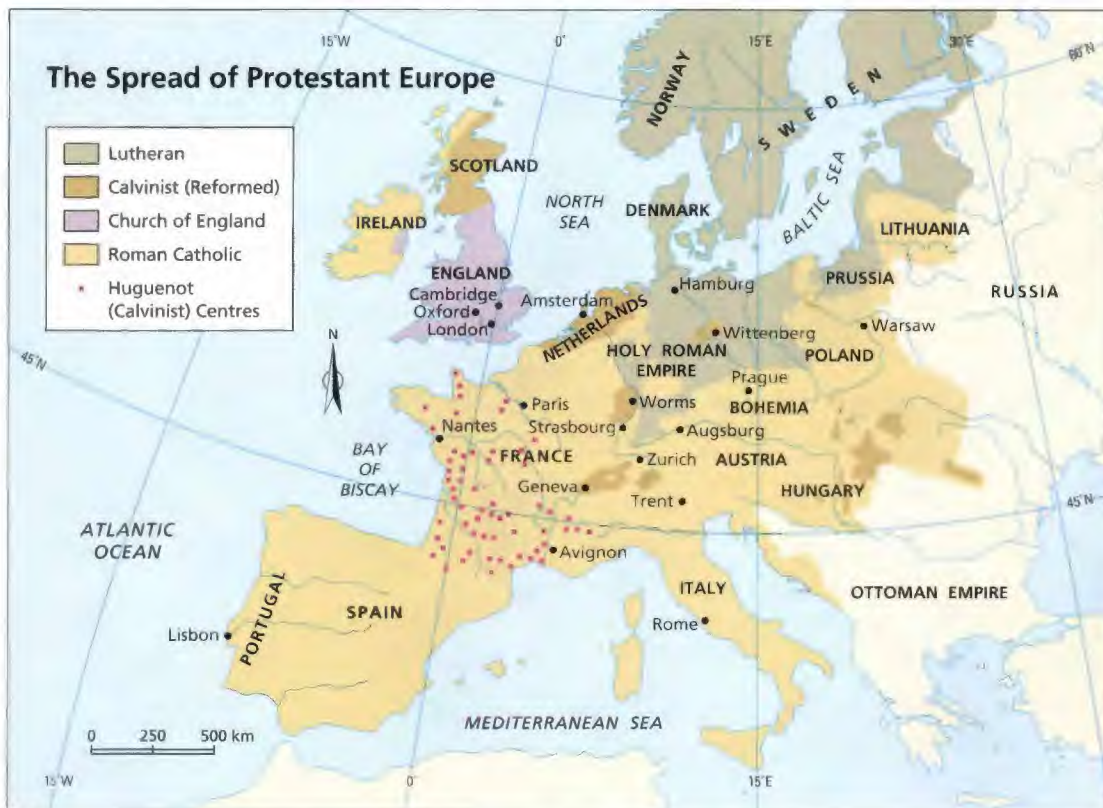 15°W
0°
15°E
30°E
60°N
The Spread of Protestant Europe
Lutheran
Calvinist (Reformed)
Church of England
Roman Catholic
Huguenot
(Calvinist) Centres
NORWAY
SWEDEN
SCOTLAND
NORTH
SEA
DENMARK
BALTIC SEA
IRELAND
LITHUANIA
ENGLAND
PRUSSIA
Hamburg
RUSSIA
Cambridge
Amsterdam
Oxford
London
NETHERLANDS
Wittenberg
Warsaw
N
HOLY ROMAN
EMPIRE
POLAND
45°N
Prague
Paris
Worms
BOHEMIA
Nantes
Strasbourg
Augsburg
BAY
OF
BISCAY
FRANCE
Zurich
AUSTRIA
Geneva
HUNGARY
Trent
45°N
ATLANTIC
OCEAN
Avignon
PORTUGAL
SPAIN
ITALY
OTTOMAN EMPIRE
Lisbon
Rome
MEDITERRANEAN SEA
0 250 500 km
15°W
0°
15°E